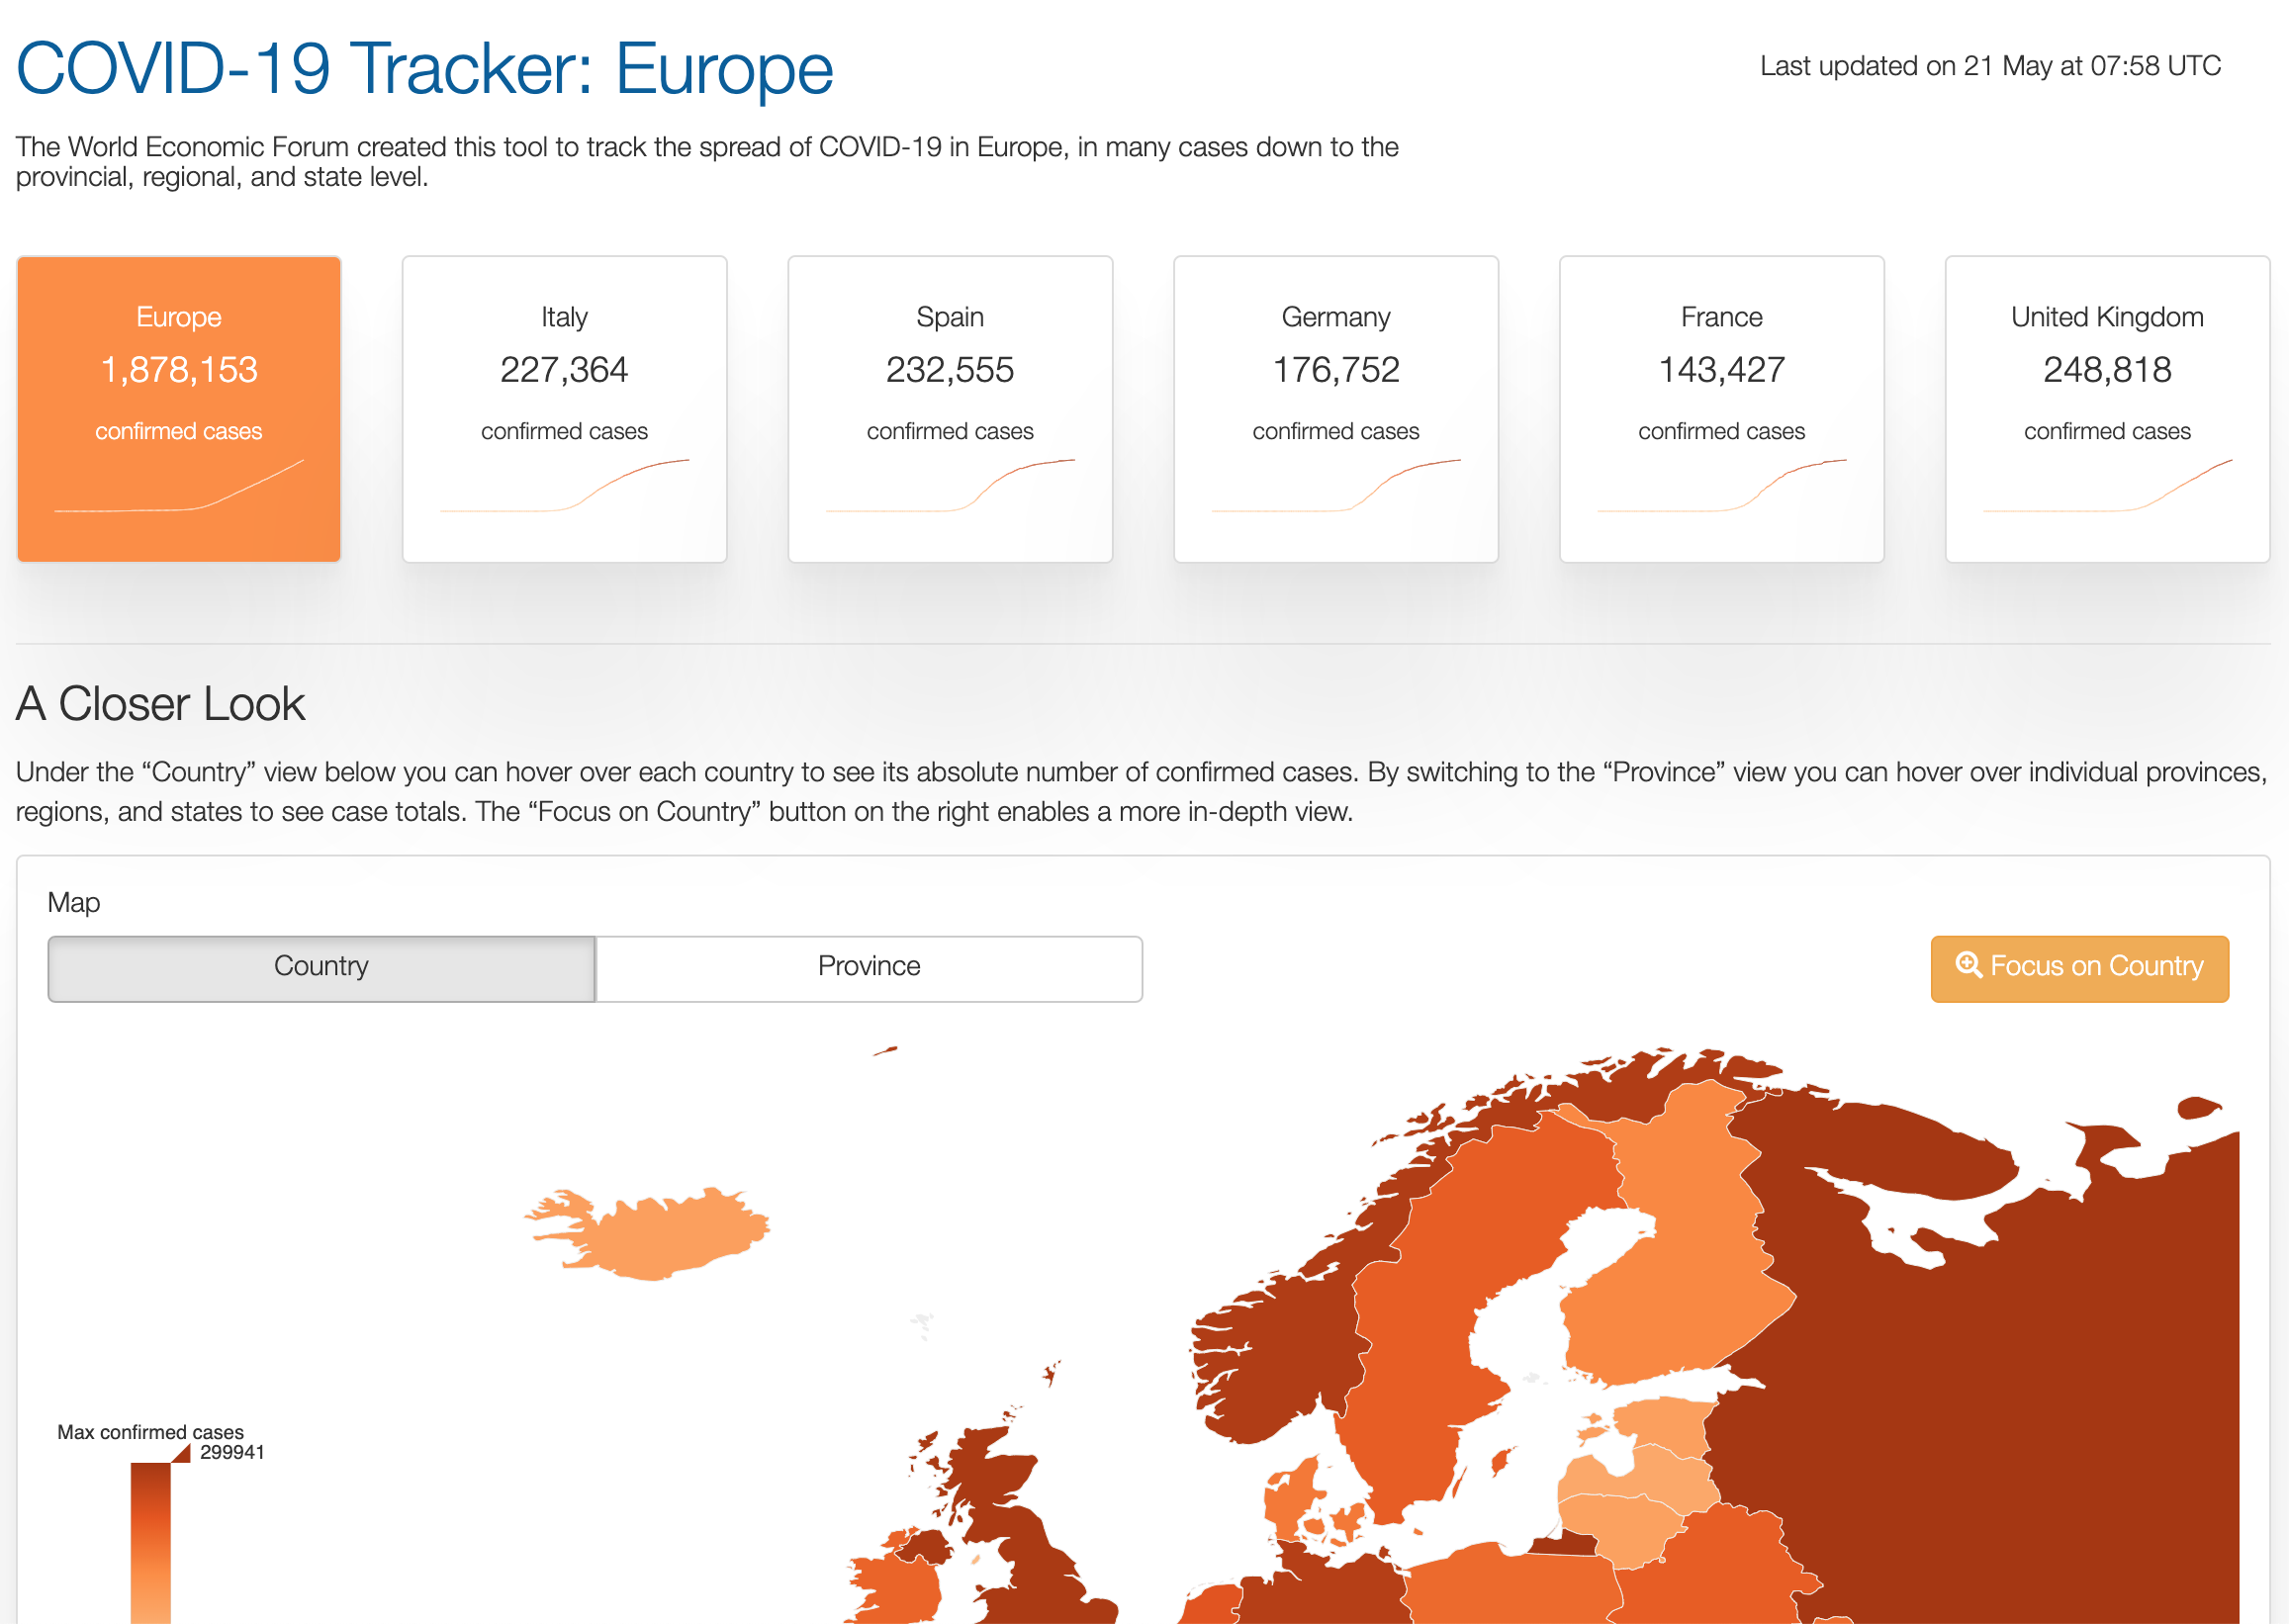 COVID-19 Tracker: Europe
Last updated on 21 May at 07:58 UTC
The World Economic Forum created this tool to track the spread of COVID-19 in Europe, in many cases down to the
provincial, regional, and state level.
Europe
1,878,153
confirmed cases
Italy
227,364
confirmed cases
Spain
232,555
confirmed cases
Germany
176,752
confirmed cases
France
143,427
confirmed cases
United Kingdom
248,818
confirmed cases
A Closer Look
Under the “Country” view below you can hover over each country to see its absolute number of confirmed cases. By switching to the “Province” view you can hover over individual provinces,
regions, and states to see case totals. The “Focus on Country” button on the right enables a more in-depth view.
Map
Country
Province
Focus on Country
Max confirmed cases
299941